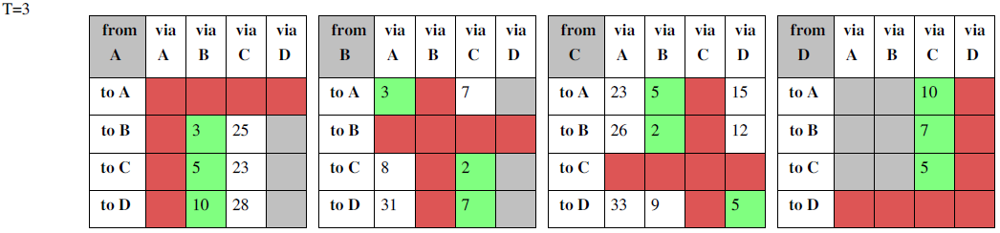 T=3
from A via A via B via C via D
to A
to B 3 25
to C 5 23
to D 10 28
from B via A via B via C via D
to A 3 7
to B
to C 8 2
to D 31 7
from C via A via B via C via D
to A 23 5 15
to B 26 2 12
to C
to D 33 9 5
from D via A via B via C via D
to A 10
to B 7
to C 5
to D